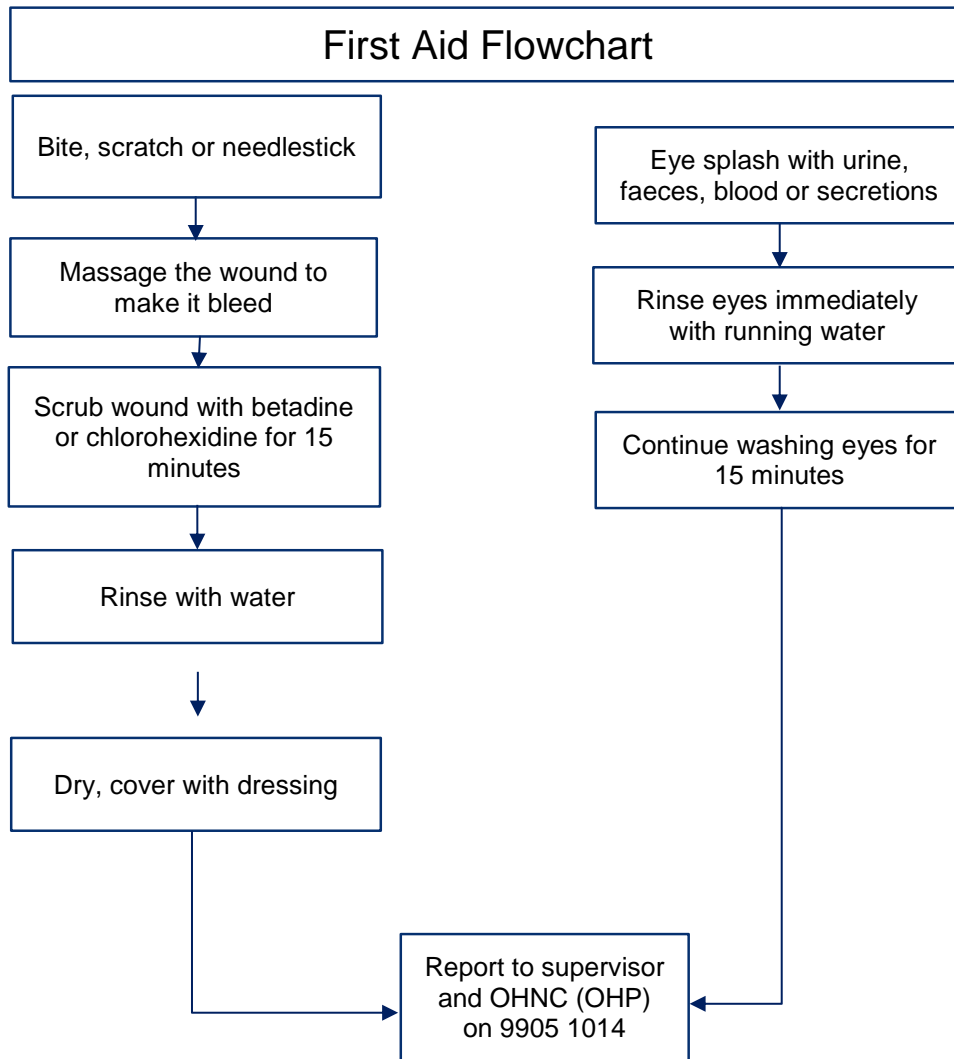 First Aid Flowchart
Bite, scratch or needlestick
Massage the wound to
make it bleed
Scrub wound with betadine
or chlorohexidine for 15
minutes
Rinse with water
Dry, cover with dressing
Eye splash with urine,
faeces, blood or secretions
Rinse eyes immediately
with running water
Continue washing eyes for
15 minutes
Report to supervisor
and OHNC (OHP)
on 9905 1014